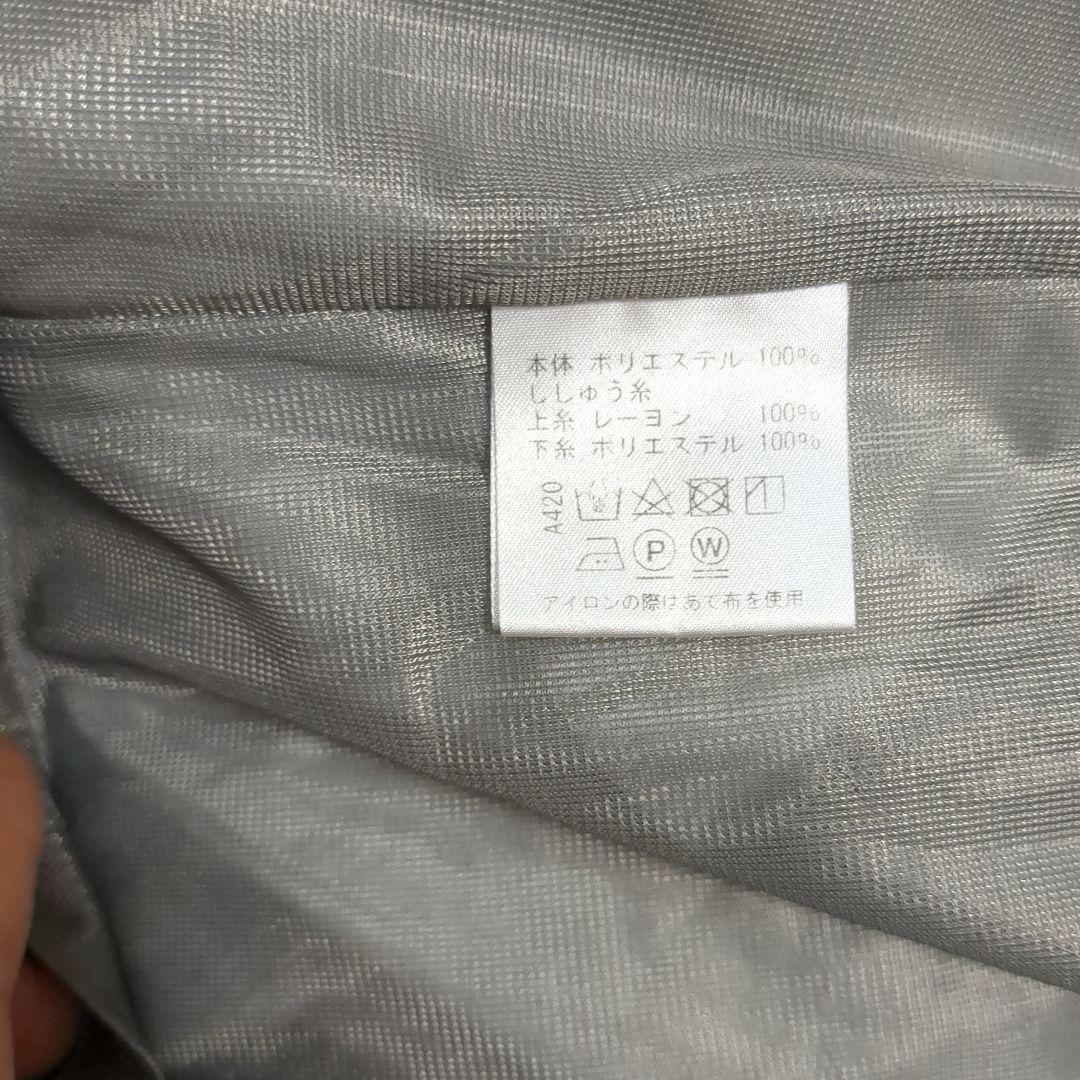 本体 ポリエステル 100%
ししゅう糸
上糸 レーヨン 100%
下糸 ポリエステル 100%
A420
P W
アイロンの際はあて布を使用